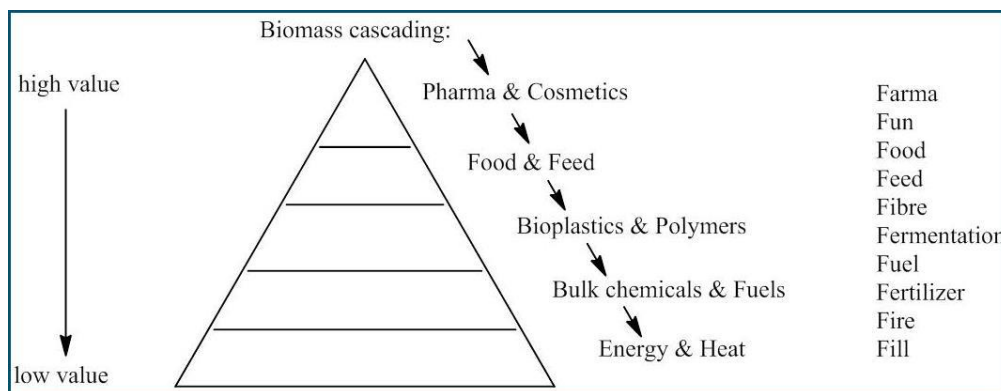 Biomass cascading:
high value
low value
Pharma & Cosmetics
Food & Feed
Bioplastics & Polymers
Bulk chemicals & Fuels
Energy & Heat
Farma
Fun
Food
Feed
Fibre
Fermentation
Fuel
Fertilizer
Fire
Fill